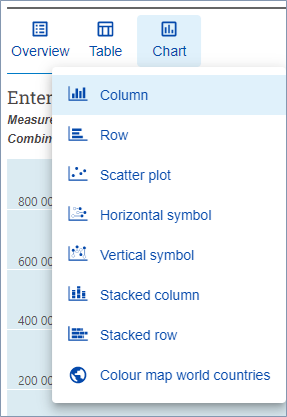 Overview Table Chart
Enter
Measure
Combin
Column
Row
Scatter plot
Horizontal symbol
Vertical symbol
Stacked column
Stacked row
Colour map world countries
800 00
600 00
400 00
200 00